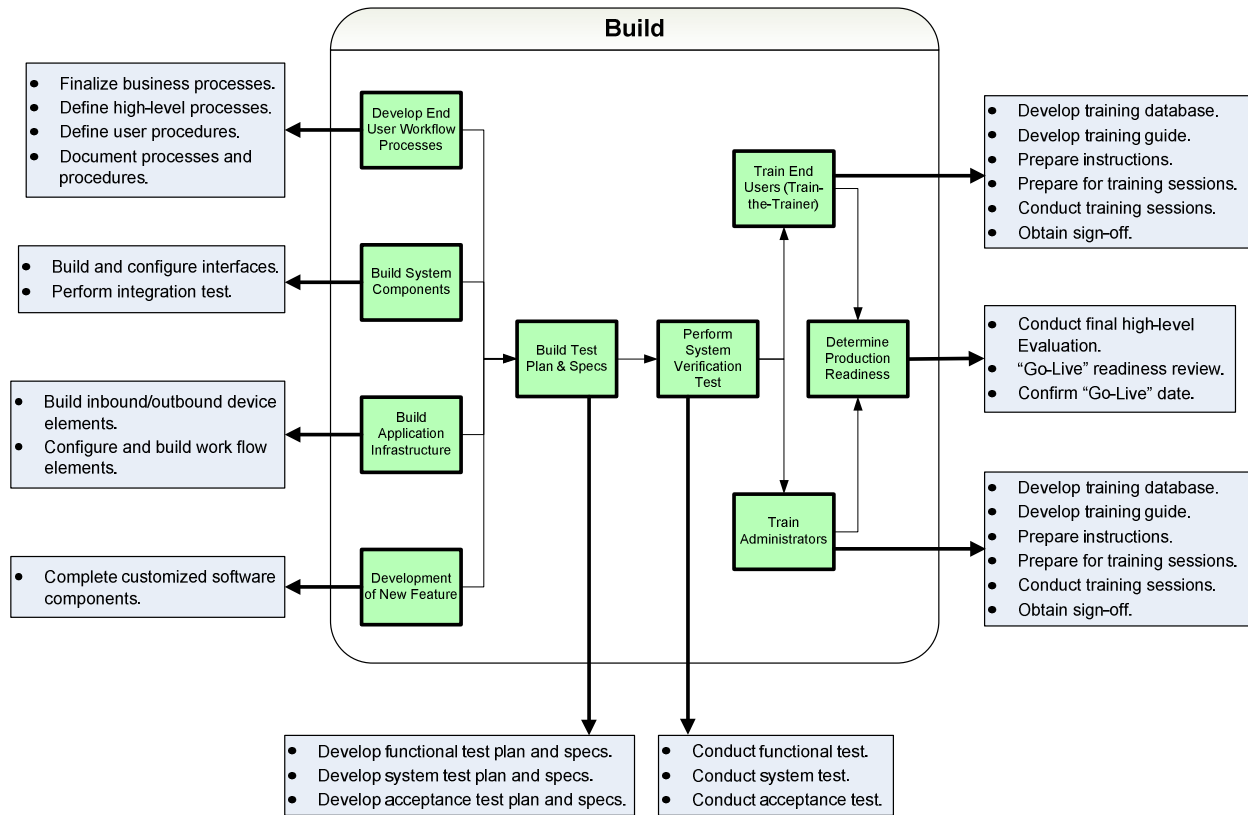 Build
• Finalize business processes.
• Define high-level processes.
• Define user procedures.
• Document processes and
procedures.
Develop End
User Workflow
Processes
• Build and configure interfaces.
• Perform integration test.
Build System
Components
• Build inbound/outbound device
elements.
• Configure and build work flow
elements.
Build
Application
Infrastructure
• Complete customized software
components.
Development
of New Feature
Build Test
Plan & Specs
Perform
System
Verification
Test
Train End
Users (Train-
the-Trainer)
Determine
Production
Readiness
Train
Administrators
• Develop training database.
• Develop training guide.
• Prepare instructions.
• Prepare for training sessions.
• Conduct training sessions.
• Obtain sign-off.
• Conduct final high-level
Evaluation.
• “Go-Live” readiness review.
• Confirm “Go-Live” date.
• Develop training database.
• Develop training guide.
• Prepare instructions.
• Prepare for training sessions.
• Conduct training sessions.
• Obtain sign-off.
• Develop functional test plan and specs.
• Develop system test plan and specs.
• Develop acceptance test plan and specs.
• Conduct functional test.
• Conduct system test.
• Conduct acceptance test.